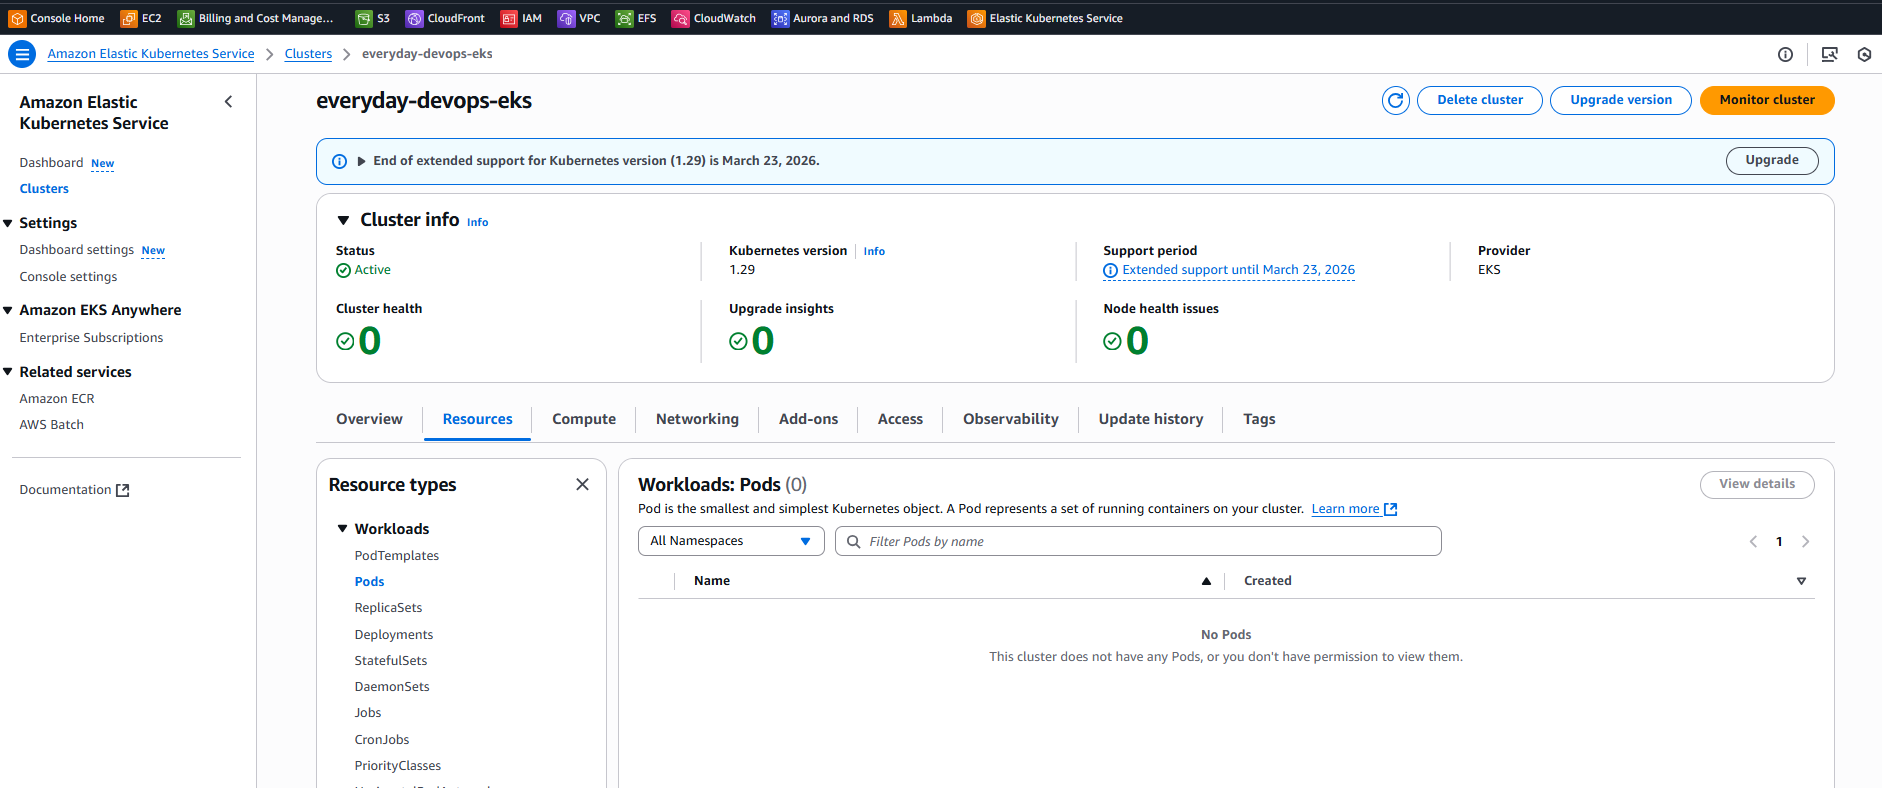 Console Home EC2 Billing and Cost Manage... S3 CloudFront IAM VPC EFS CloudWatch Aurora and RDS Lambda Elastic Kubernetes Service
Amazon Elastic Kubernetes Service Clusters everyday-devops-eks
Amazon Elastic
Kubernetes Service
Dashboard New
Clusters
Settings
Dashboard settings New
Console settings
Amazon EKS Anywhere
Enterprise Subscriptions
Related services
Amazon ECR
AWS Batch
Documentation
everyday-devops-eks
Delete cluster Upgrade version Monitor cluster
End of extended support for Kubernetes version (1.29) is March 23, 2026. Upgrade
Cluster info Info
Status
Active
Kubernetes version Info
1.29
Support period
Extended support until March 23, 2026
Provider
EKS
Cluster health
0
Upgrade insights
0
Node health issues
0
Overview Resources Compute Networking Add-ons Access Observability Update history Tags
Resource types
Workloads
PodTemplates
Pods
ReplicaSets
Deployments
StatefulSets
DaemonSets
Jobs
CronJobs
PriorityClasses
Workloads: Pods (0)
View details
Pod is the smallest and simplest Kubernetes object. A Pod represents a set of running containers on your cluster. Learn more
All Namespaces Filter Pods by name 1
Name Created
No Pods
This cluster does not have any Pods, or you don't have permission to view them.